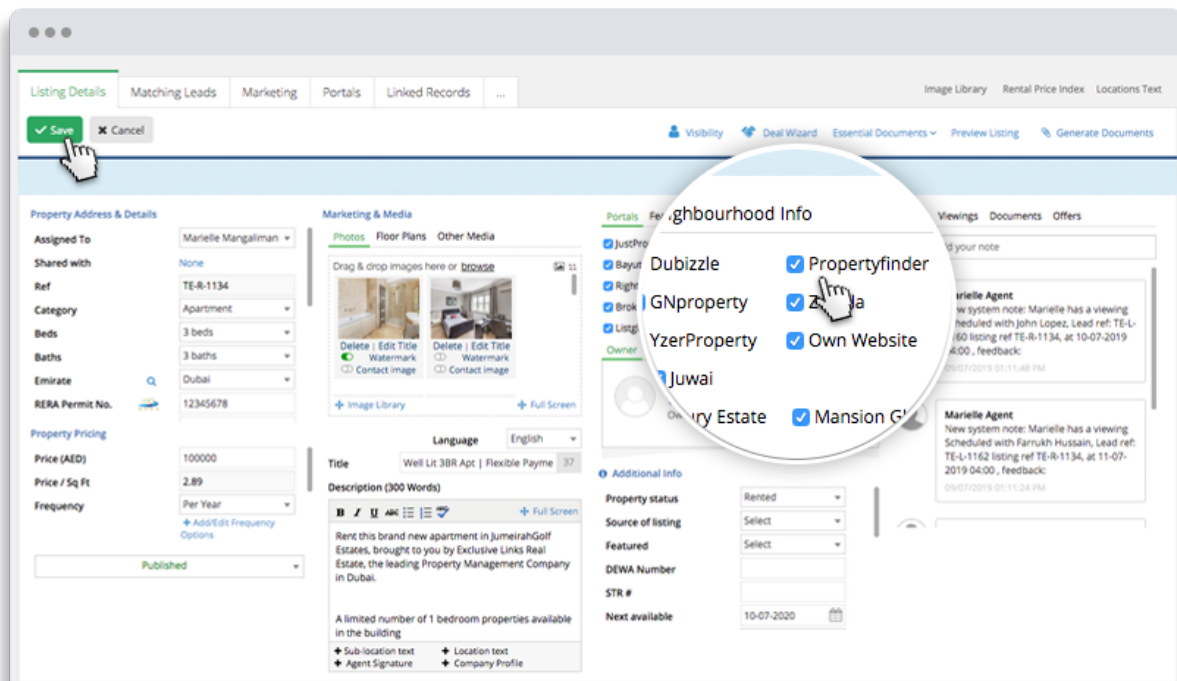 Listing Details
Matching Leads
Marketing
Portals
Linked Records
...
Image Library
Rental Price Index
Locations Text
Save
Cancel
Visibility
Deal Wizard
Essential Documents
Preview Listing
Generate Documents
Property Address & Details
Assigned To
Marielle Mangaliman
Shared with
None
Ref
TE-R-1134
Category
Apartment
Beds
3 beds
Baths
3 baths
Emirate
Dubai
RERA Permit No.
12345678
Property Pricing
Price (AED)
100000
Price / Sq Ft
2.89
Frequency
Per Year
Add/Edit Frequency
Options
Published
Marketing & Media
Photos
Floor Plans
Other Media
Drag & drop images here or browse
11
Delete | Edit Title
Watermark
Contact image
Delete | Edit Title
Watermark
Contact image
Image Library
Full Screen
Language
English
Title
Well Lit 3BR Apt | Flexible Payme
37
Description (300 Words)
B I U ABC
Full Screen
Rent this brand new apartment in JumeirahGolf
Estates, brought to you by Exclusive Links Real
Estate, the leading Property Management Company
in Dubai.
A limited number of 1 bedroom properties available
in the building
Sub-location text
Location text
Agent Signature
Company Profile
Portals
ghbourhood Info
Dubizzle
Propertyfinder
GNproperty
YzerProperty
Own Website
Juwai
ury Estate
Mansion Gl
Owner
Additional Info
Property status
Rented
Source of listing
Select
Featured
Select
DEWA Number
STR #
Next available
10-07-2020
Viewings
Documents
Offers
d your note
arielle Agent
ew system note: Marielle has a viewing
heduled with John Lopez, Lead ref: TE-L-
60 listing ref TE-R-1134, at 10-07-2019
4:00 , feedback:
09/07/2019 01:11:48 PM
Marielle Agent
New system note: Marielle has a viewing
Scheduled with Farrukh Hussain, Lead ref:
TE-L-1162 listing ref TE-R-1134, at 11-07-
2019 04:00 , feedback:
09/07/2019 01:11:24 PM